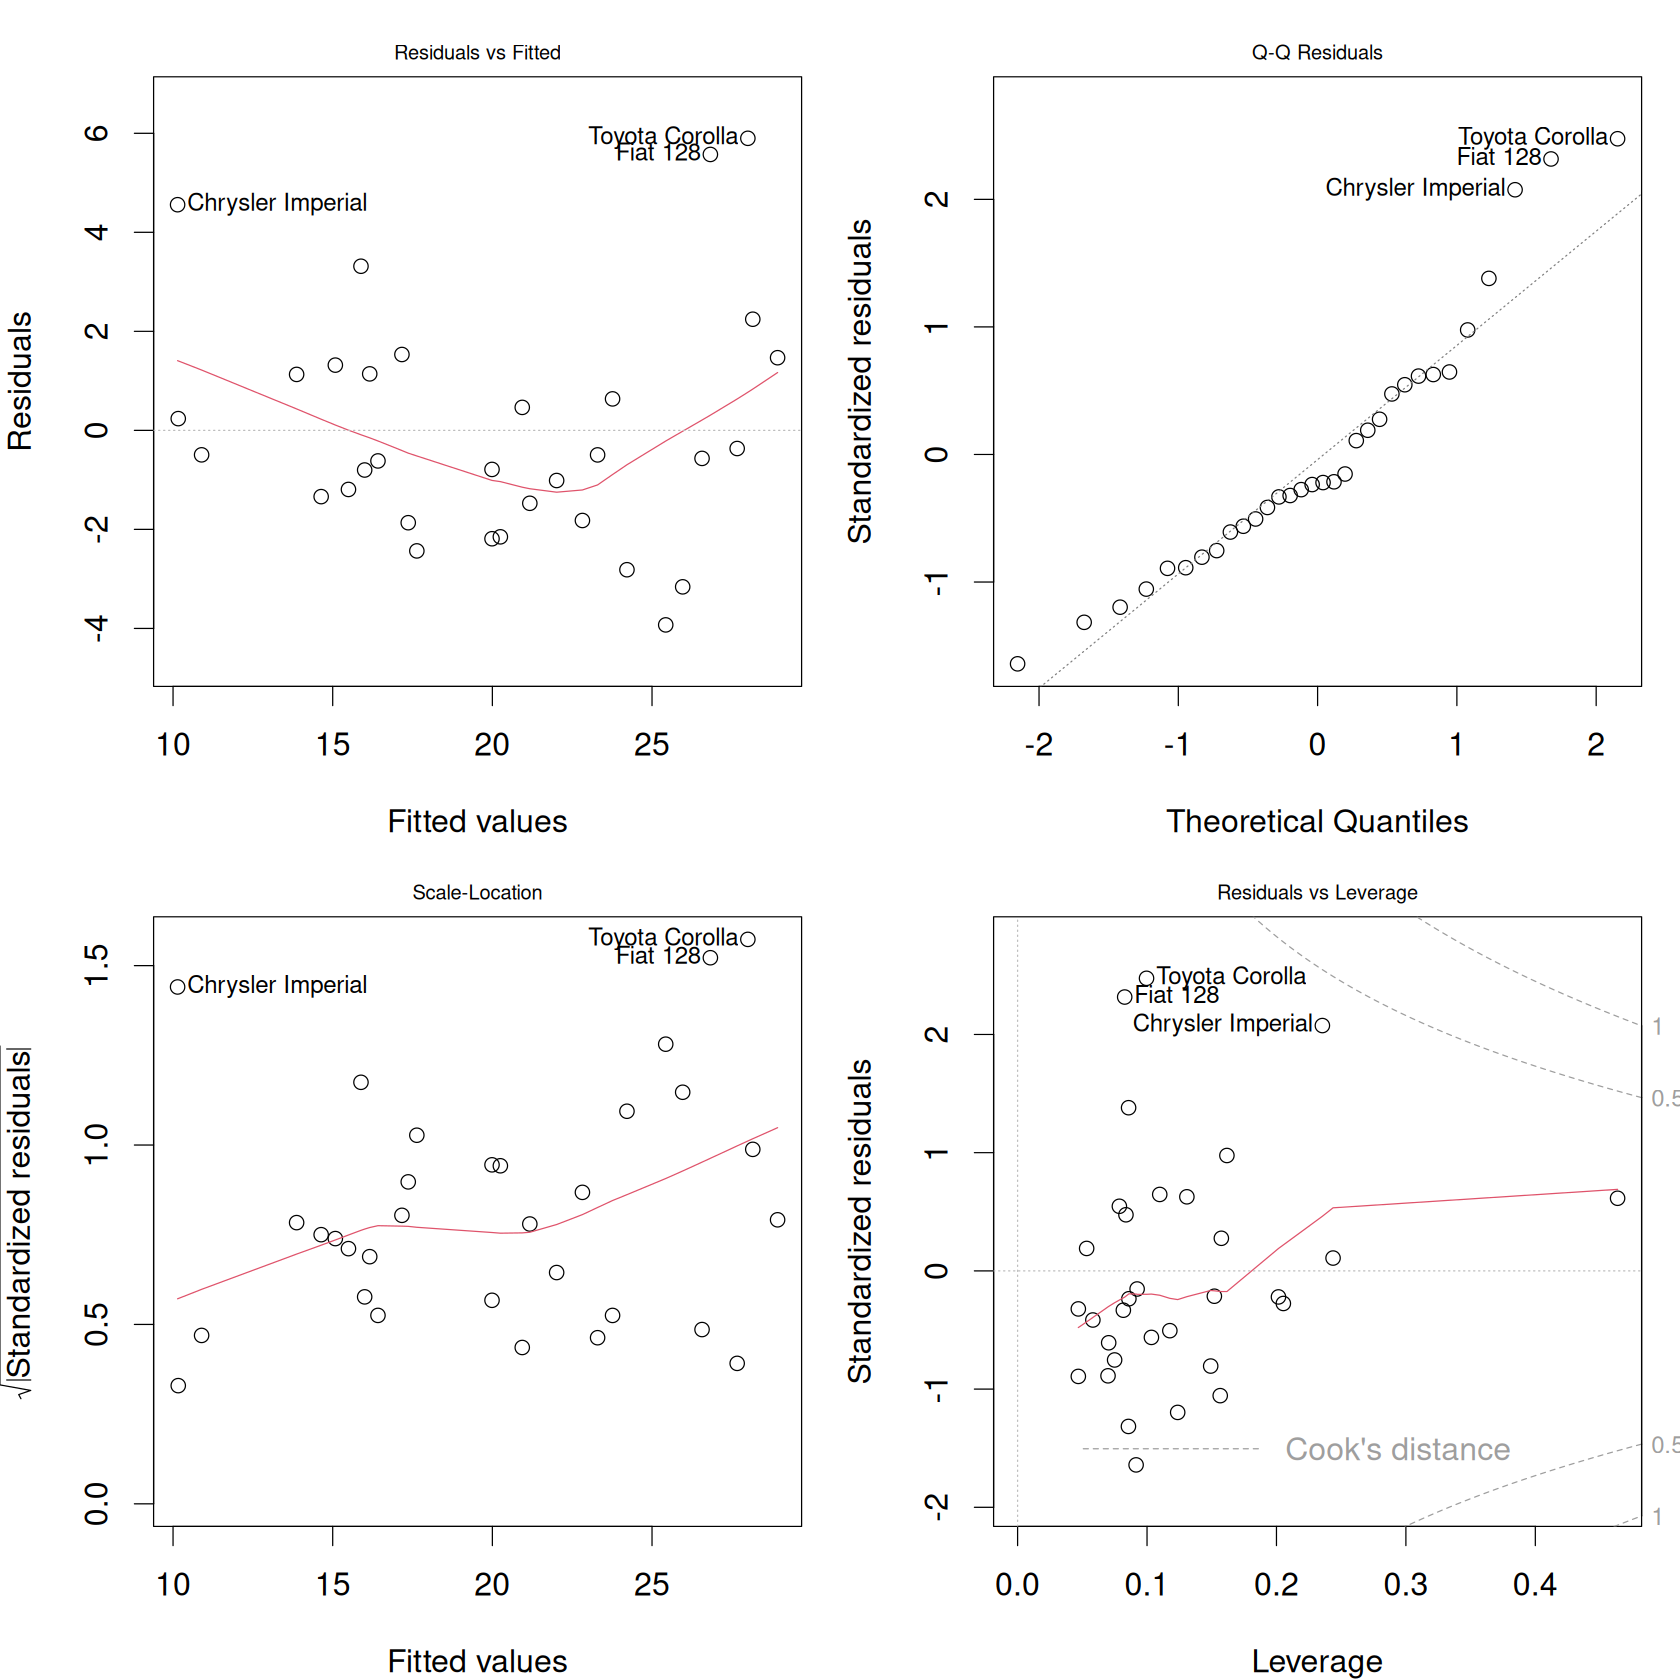 Residuals vs Fitted
Residuals
6
4
2
0
-2
-4
Toyota Corolla
Fiat 128
Chrysler Imperial
10 15 20 25
Fitted values
Q-Q Residuals
Standardized residuals
2
1
0
-1
Toyota Corolla
Fiat 128
Chrysler Imperial
-2 -1 0 1 2
Theoretical Quantiles
Scale-Location
√|Standardized residuals|
1.5
1.0
0.5
0.0
Toyota Corolla
Fiat 128
Chrysler Imperial
10 15 20 25
Fitted values
Residuals vs Leverage
Standardized residuals
2
1
0
-1
-2
Toyota Corolla
Fiat 128
Chrysler Imperial
1
0.5
Cook's distance
0.5
1
0.0 0.1 0.2 0.3 0.4
Leverage